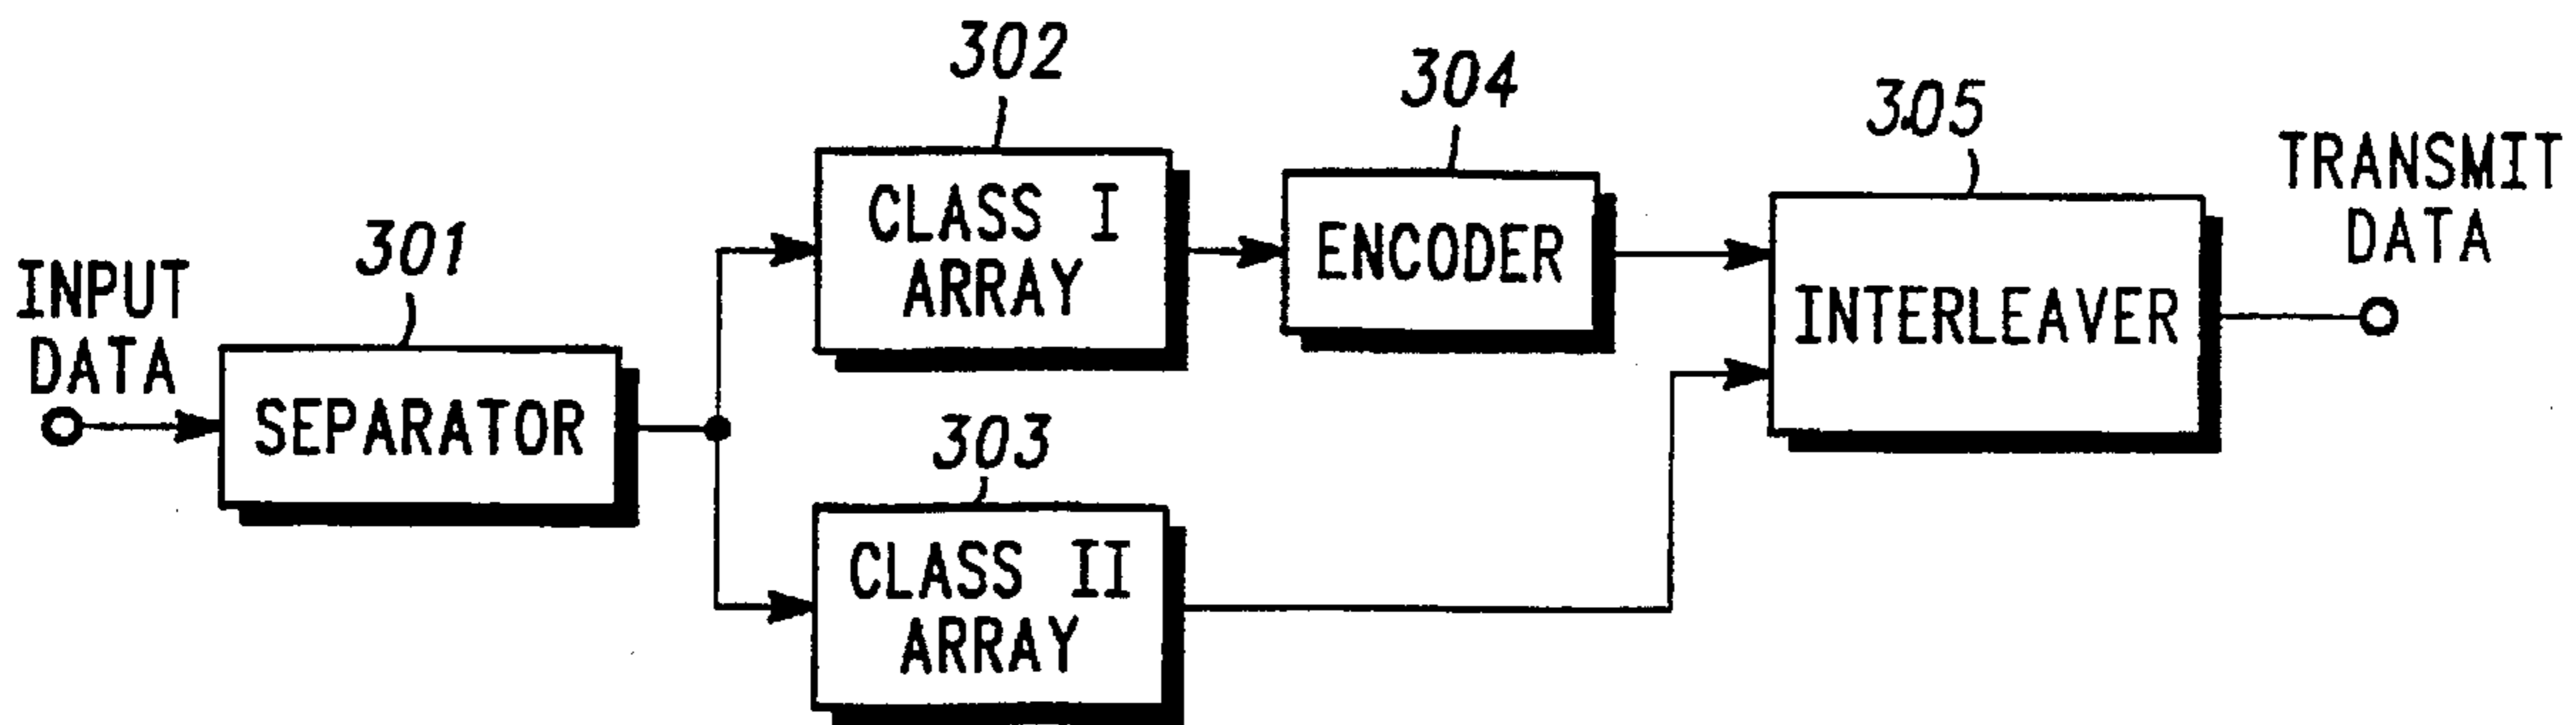 INPUT
DATA
301
SEPARATOR
302
CLASS I
ARRAY
303
CLASS II
ARRAY
304
ENCODER
305
INTERLEAVER
TRANSMIT
DATA